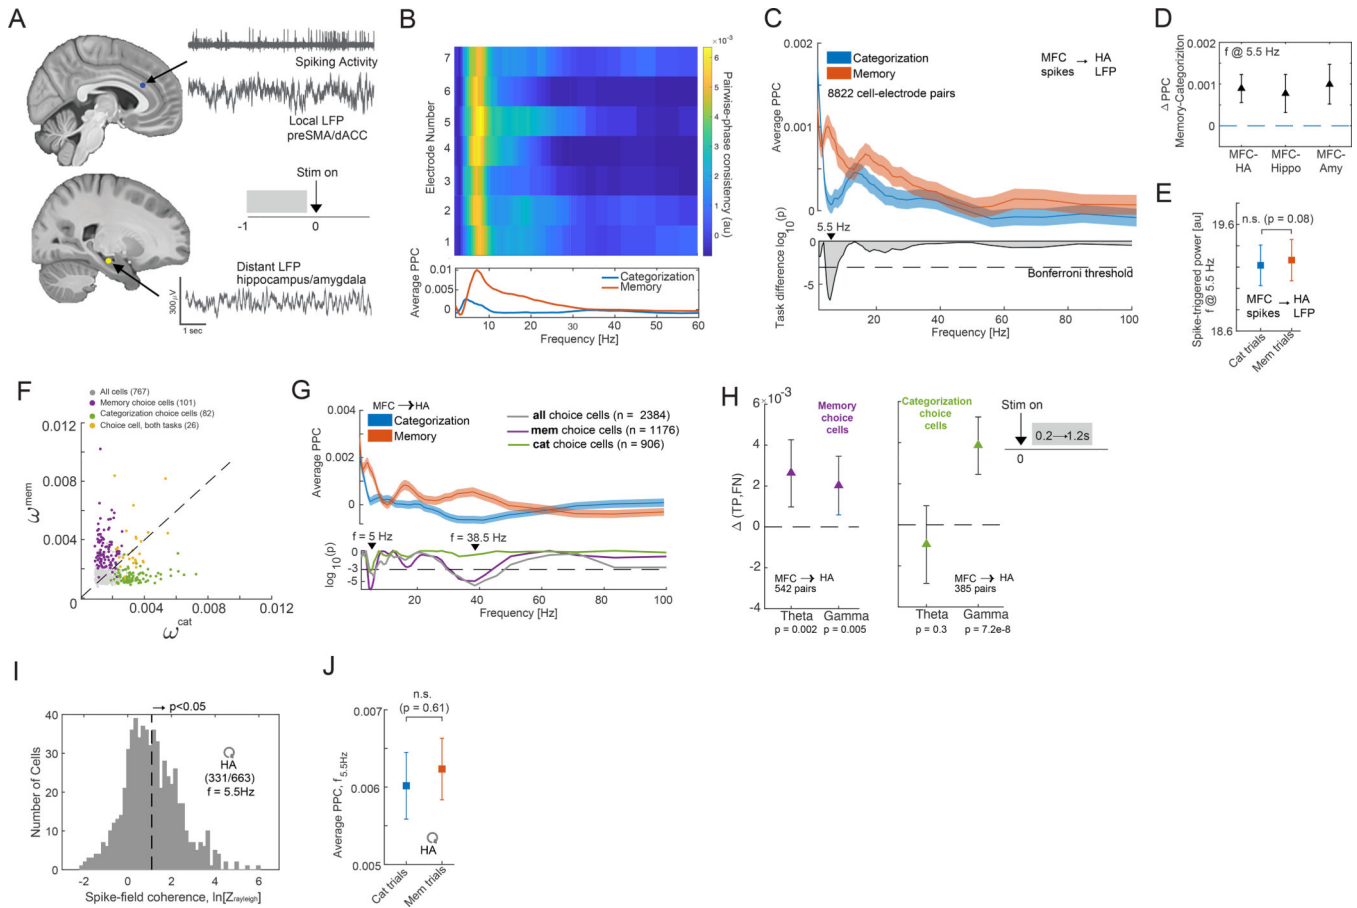 A
Spiking Activity
Local LFP
preSMA/dACC
Stim on
-1
0
Distant LFP
hippocampus/amygdala
300 μV
1 sec
B
Electrode Number
7
6
5
4
3
2
1
×10⁻³
6
5
4
3
2
1
0
Pairwise-phase consistency (au)
Average PPC
0.01
0.005
0
Categorization
Memory
10
20
30
40
50
60
Frequency [Hz]
C
0.002
0.001
0
Average PPC
Categorization
Memory
8822 cell-electrode pairs
MFC → HA
spikes LFP
Task difference log10(p)
5.5 Hz
0
-5
Bonferroni threshold
20
40
60
80
100
Frequency [Hz]
D
Δ PPC
Memory-Categorizition
f @ 5.5 Hz
0.002
0.001
0
MFC-
HA
MFC-
Hippo
MFC-
Amy
E
Spike-triggered power [au]
f @ 5.5 Hz
19.6
18.6
n.s. (p = 0.08)
MFC → HA
spikes LFP
Cat trials
Mem trials
F
All cells (767)
Memory choice cells (101)
Categorization choice cells (82)
Choice cell, both tasks (26)
ω^mem
0.012
0.008
0.004
0
0.004
0.008
0.012
ω^cat
G
MFC → HA
Categorization
Memory
all choice cells (n = 2384)
mem choice cells (n = 1176)
cat choice cells (n = 906)
Average PPC
0.004
0.002
0
f = 5 Hz
f = 38.5 Hz
log10(p)
0
-3
-5
0
20
40
60
80
100
Frequency [Hz]
H
6
×10⁻³
4
2
0
-2
-4
Δ (TP,FN)
Memory
choice
cells
MFC → HA
542 pairs
Theta
p = 0.002
Gamma
p = 0.005
Categorization
choice
cells
MFC → HA
385 pairs
Theta
p = 0.3
Gamma
p = 7.2e-8
Stim on
0.2→1.2s
0
I
→ p<0.05
Number of Cells
40
30
20
10
0
HA
(331/663)
f = 5.5Hz
-2
0
2
4
6
Spike-field coherence, ln[Zrayleigh]
J
n.s.
(p = 0.61)
Average PPC, f5.5Hz
0.007
0.006
0.005
HA
Cat trials
Mem trials